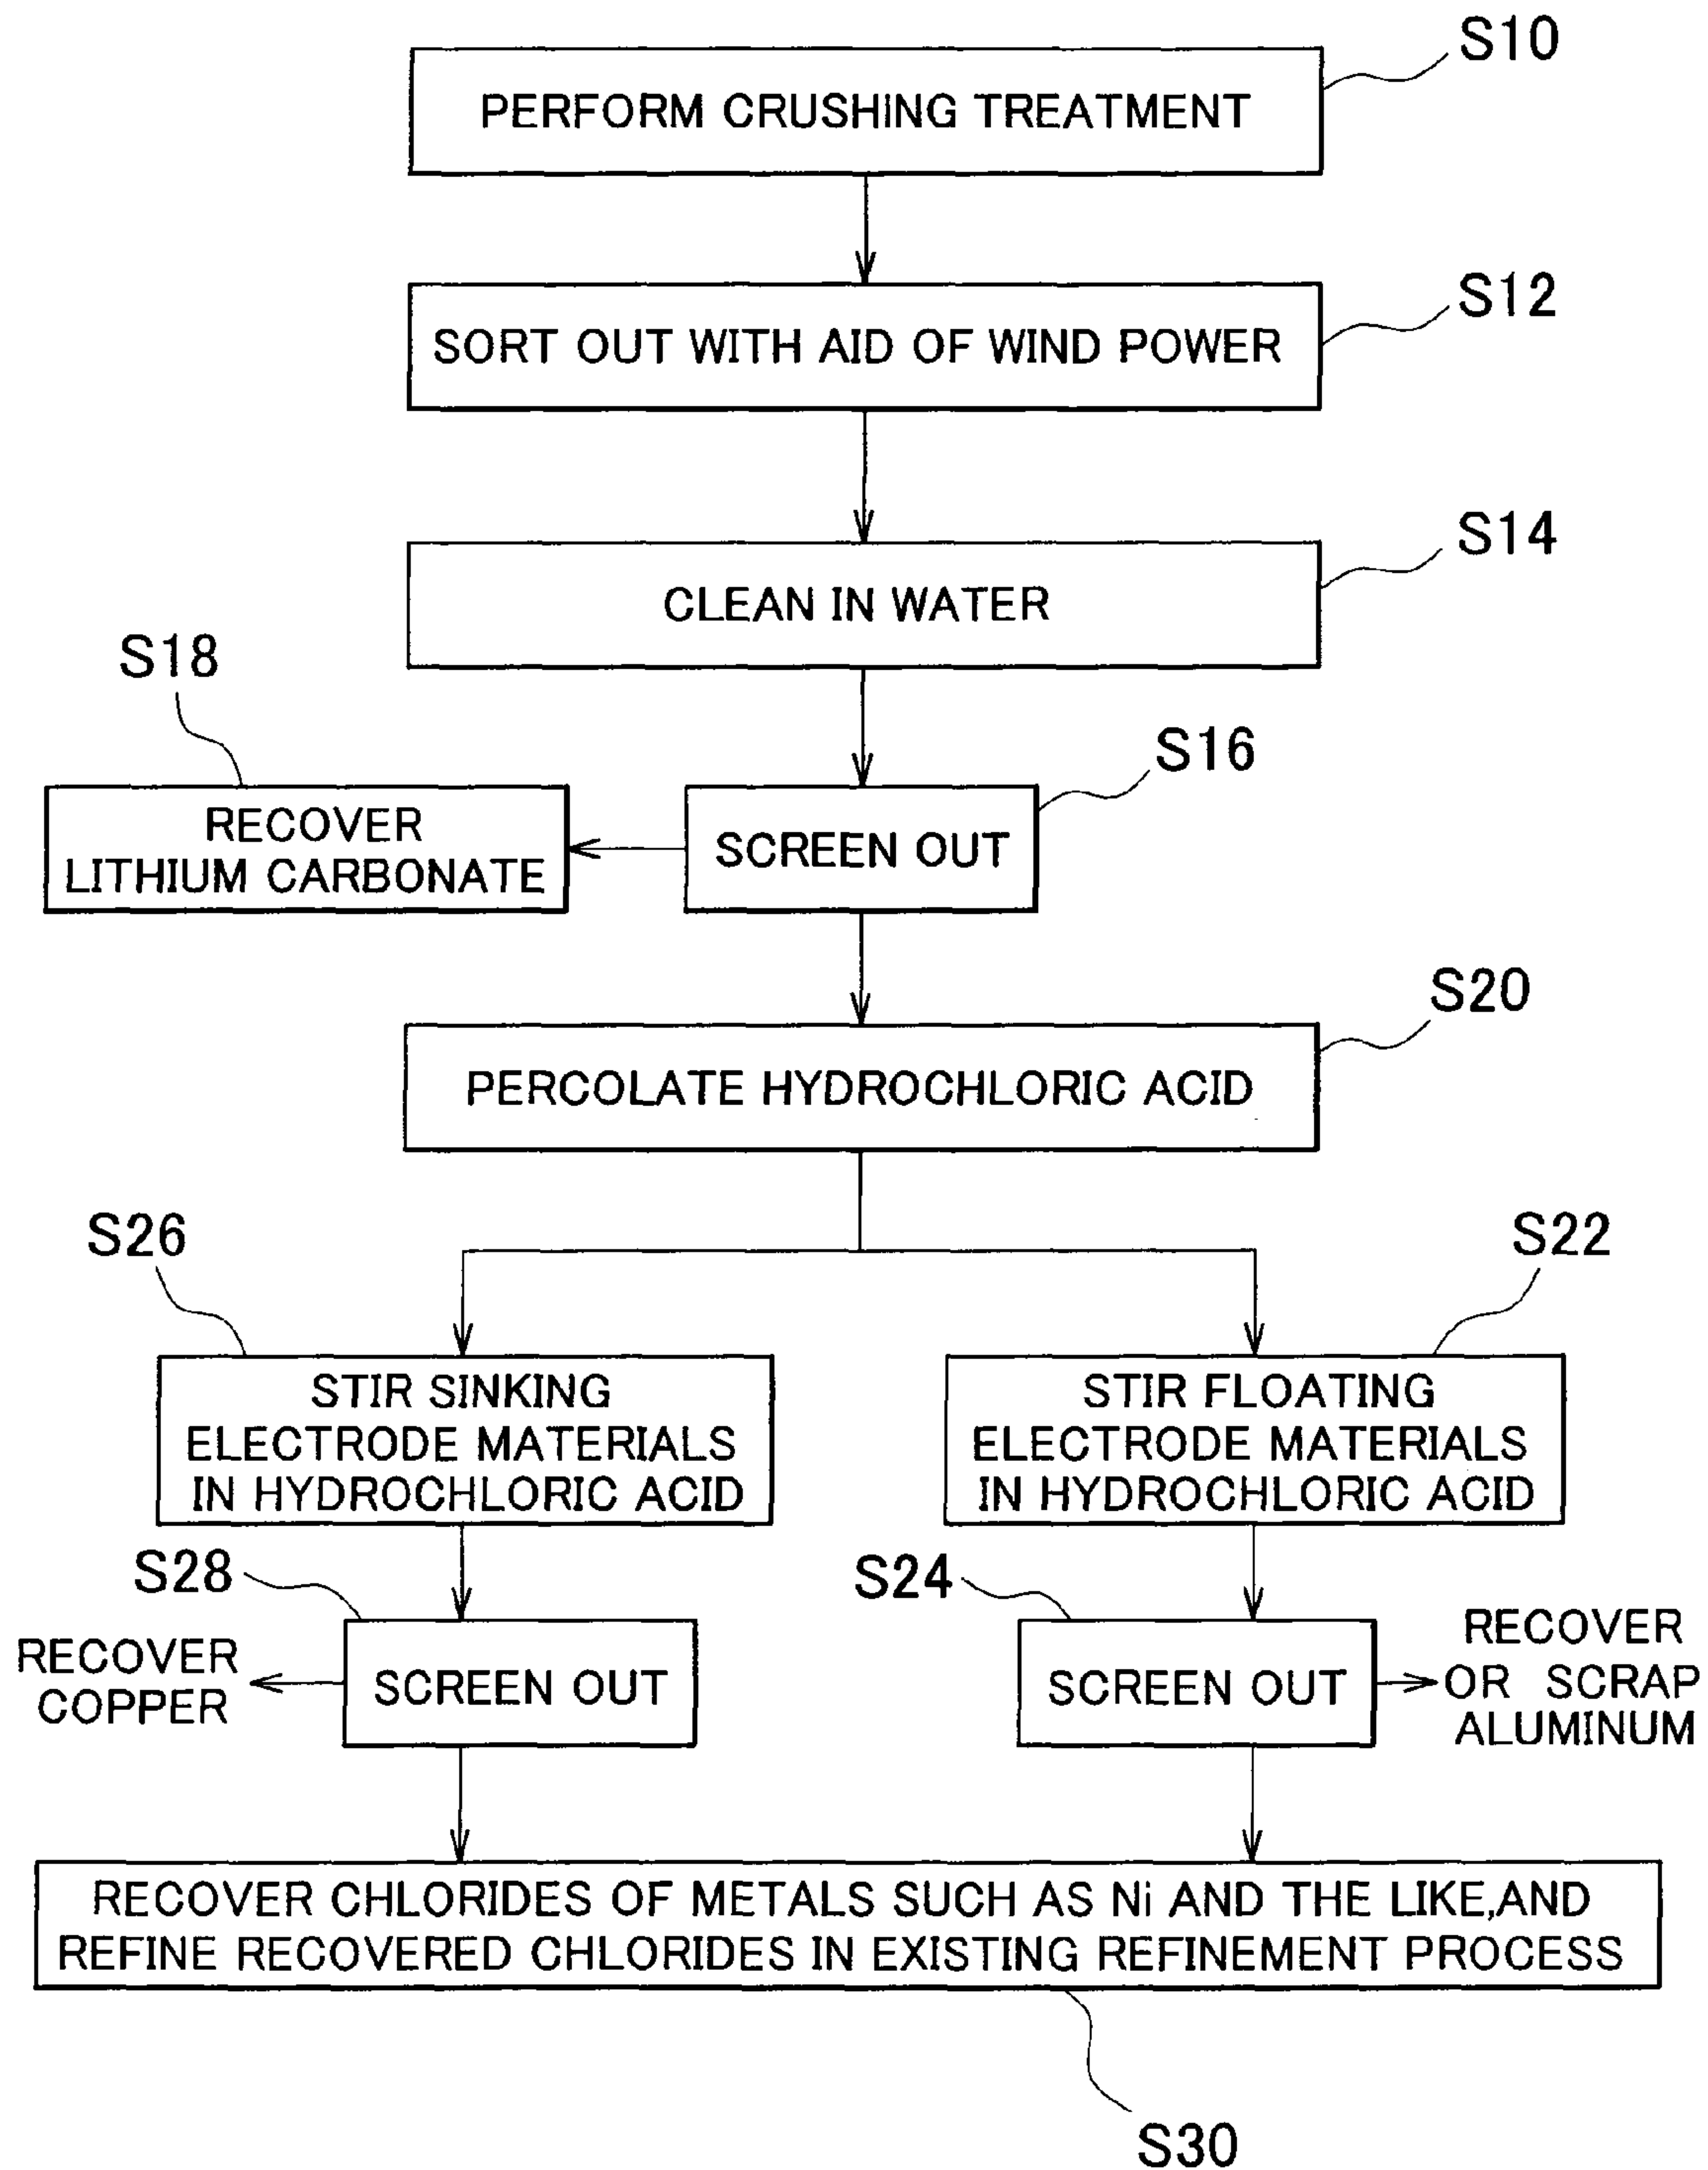 S10
PERFORM CRUSHING TREATMENT
S12
SORT OUT WITH AID OF WIND POWER
S14
CLEAN IN WATER
S18
S16
RECOVER
LITHIUM CARBONATE
SCREEN OUT
S20
PERCOLATE HYDROCHLORIC ACID
S26
S22
STIR SINKING
ELECTRODE MATERIALS
IN HYDROCHLORIC ACID
STIR FLOATING
ELECTRODE MATERIALS
IN HYDROCHLORIC ACID
S28
S24
RECOVER
COPPER
SCREEN OUT
SCREEN OUT
RECOVER
OR SCRAP
ALUMINUM
RECOVER CHLORIDES OF METALS SUCH AS Ni AND THE LIKE,AND
REFINE RECOVERED CHLORIDES IN EXISTING REFINEMENT PROCESS
S30